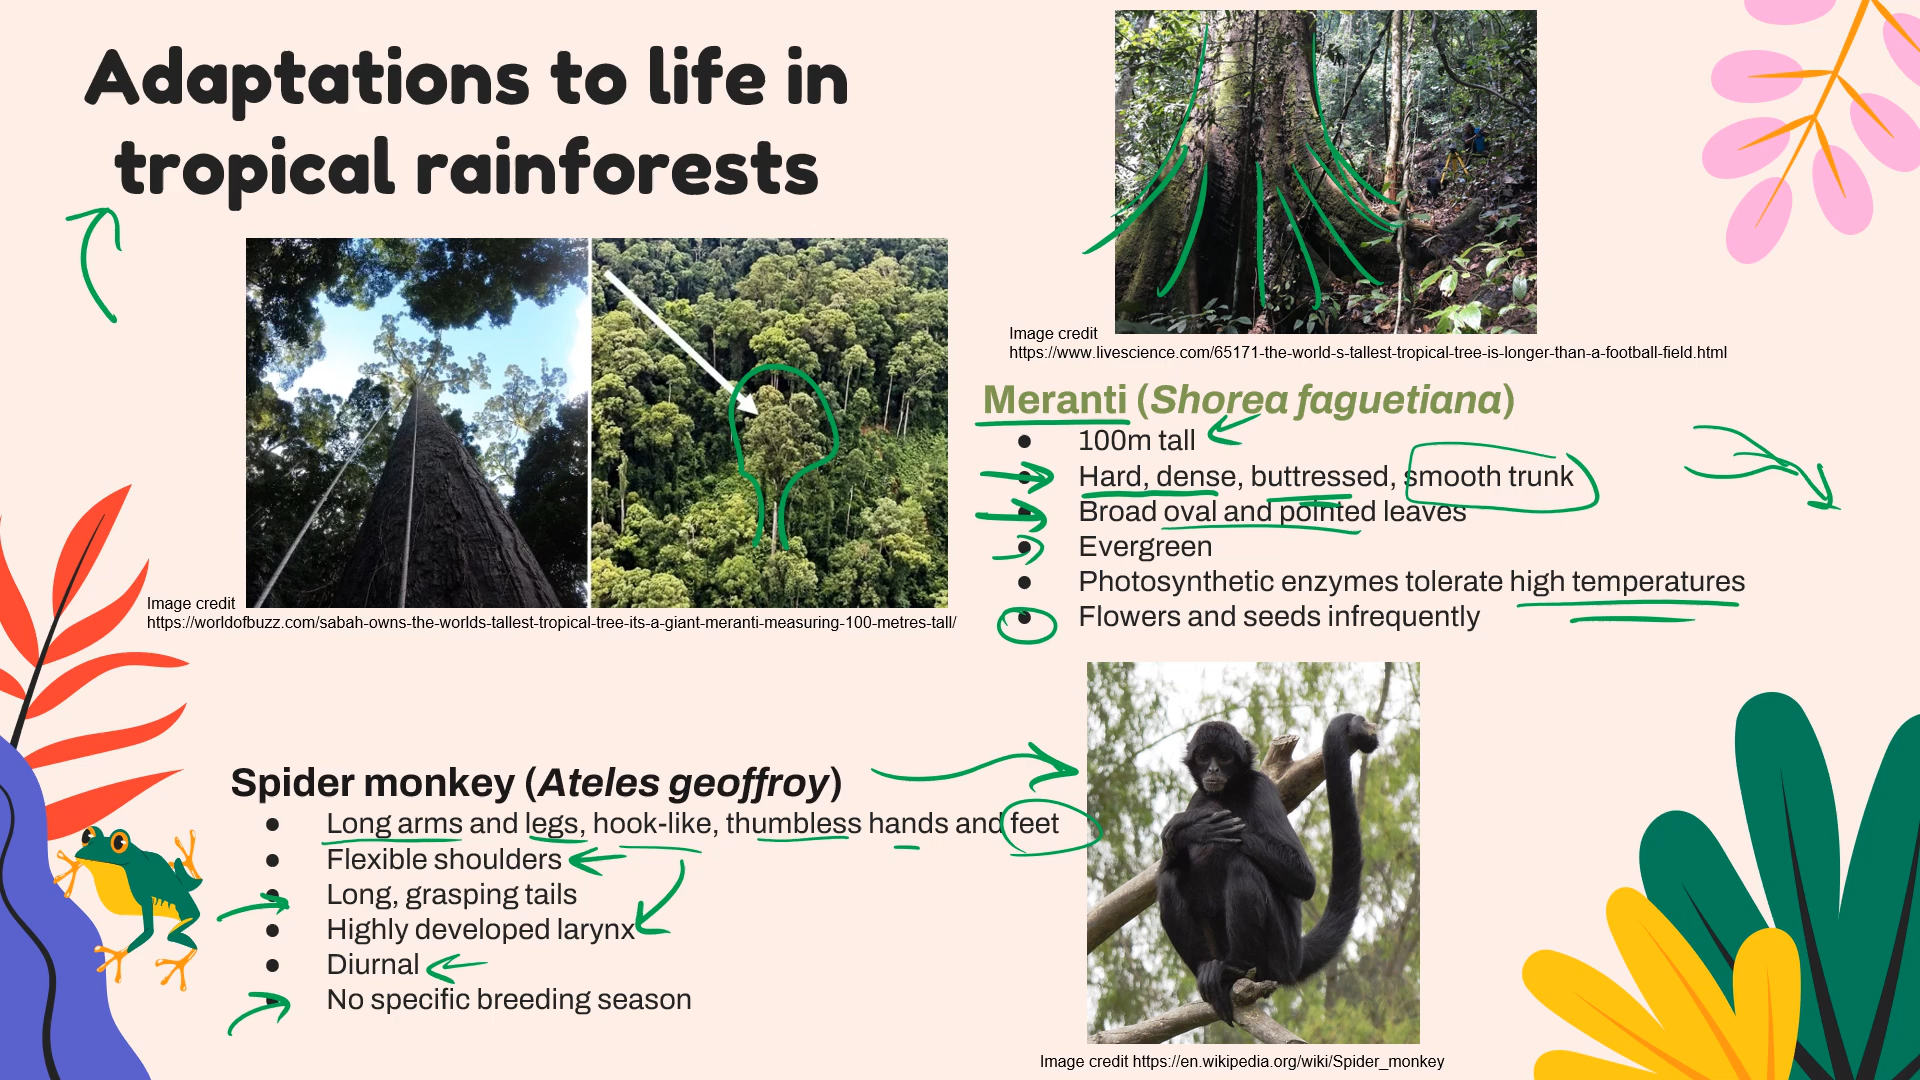 Adaptations to life in
tropical rainforests
Image credit
https://worldofbuzz.com/sabah-owns-the-worlds-tallest-tropical-tree-its-a-giant-meranti-measuring-100-metres-tall/
Image credit
https://www.livescience.com/65171-the-world-s-tallest-tropical-tree-is-longer-than-a-football-field.html
Meranti (Shorea faguetiana)
● 100m tall
● Hard, dense, buttressed, smooth trunk
● Broad oval and pointed leaves
● Evergreen
● Photosynthetic enzymes tolerate high temperatures
● Flowers and seeds infrequently
Spider monkey (Ateles geoffroy)
● Long arms and legs, hook-like, thumbless hands and feet
● Flexible shoulders
● Long, grasping tails
● Highly developed larynx
● Diurnal
● No specific breeding season
Image credit https://en.wikipedia.org/wiki/Spider_monkey